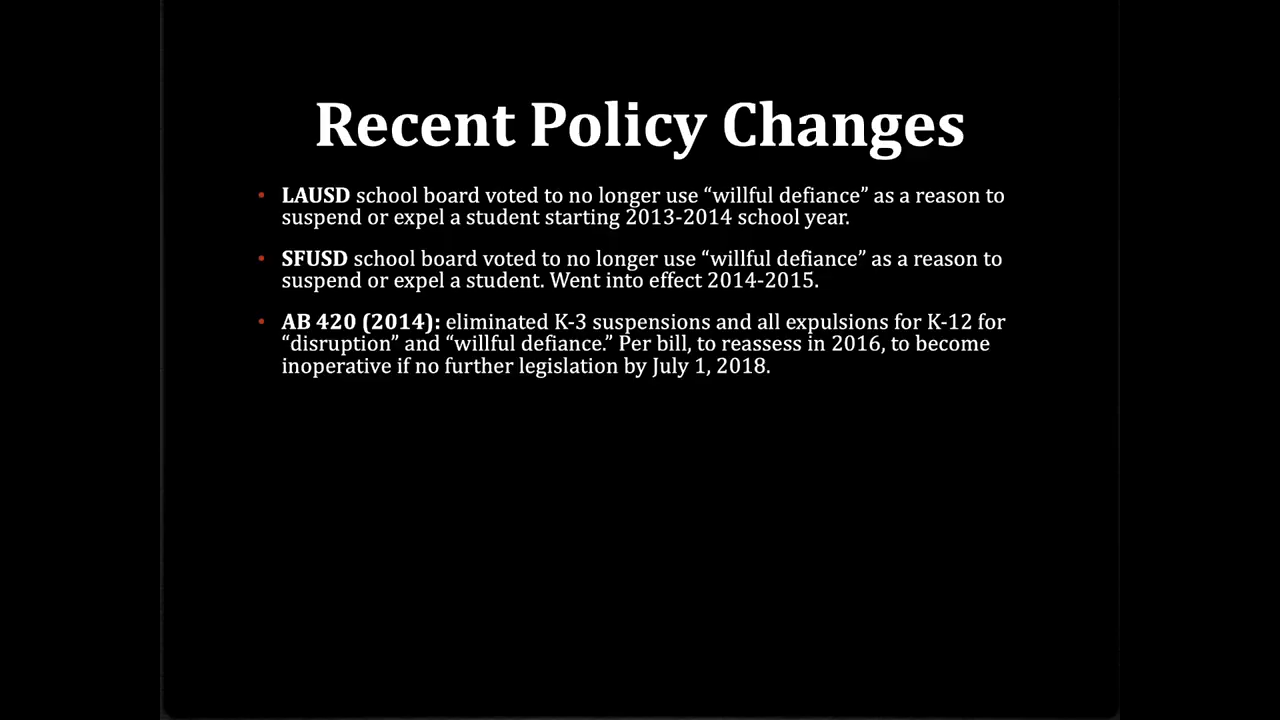 Recent Policy Changes
• LAUSD school board voted to no longer use “willful defiance” as a reason to
suspend or expel a student starting 2013-2014 school year.
• SFUSD school board voted to no longer use “willful defiance” as a reason to
suspend or expel a student. Went into effect 2014-2015.
• AB 420 (2014): eliminated K-3 suspensions and all expulsions for K-12 for
“disruption” and “willful defiance.” Per bill, to reassess in 2016, to become
inoperative if no further legislation by July 1, 2018.